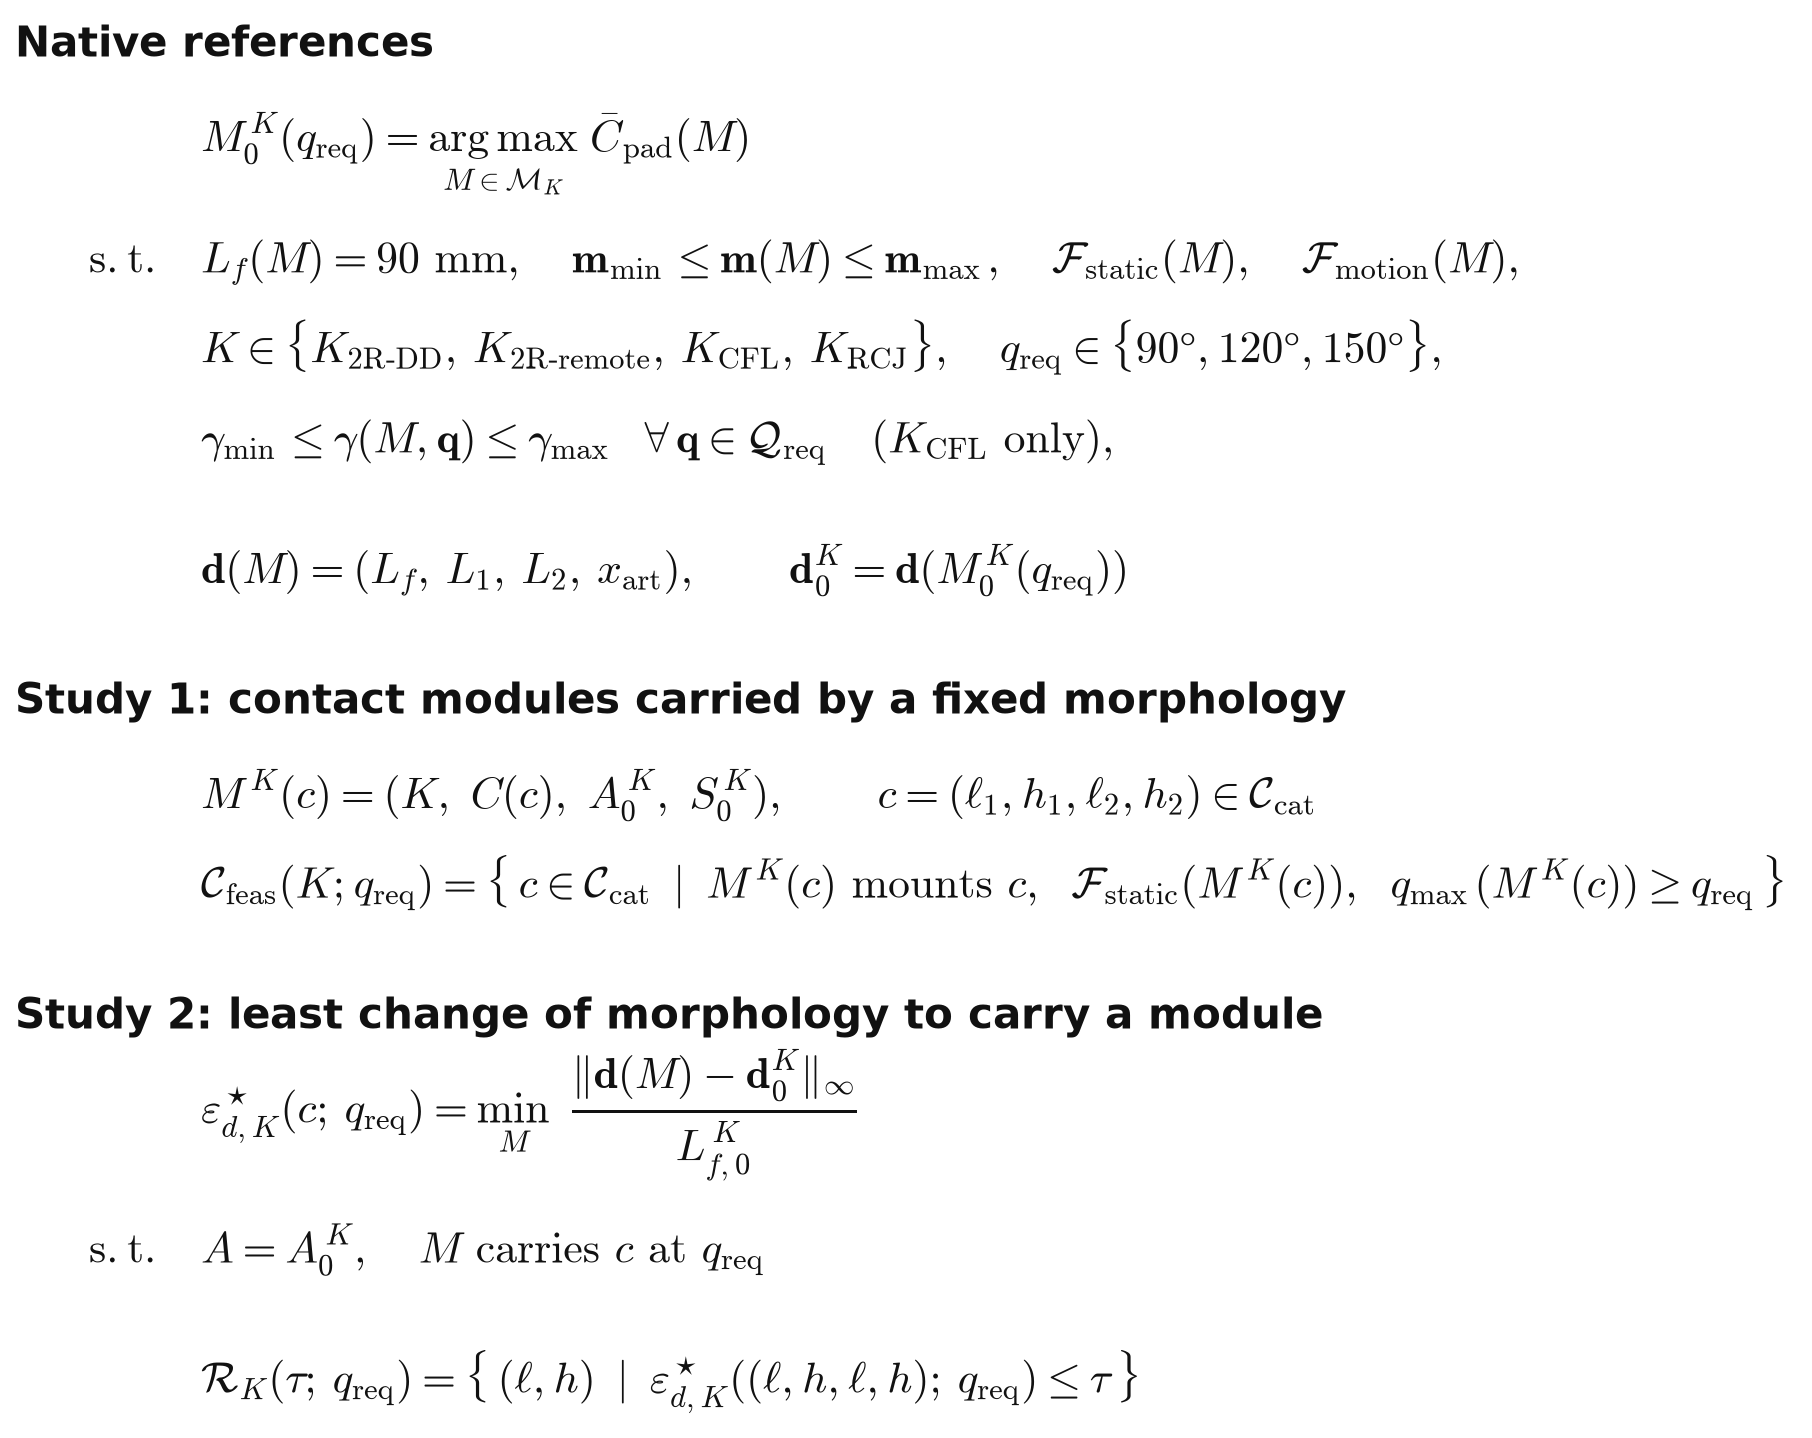 Native references
M_0^K(q_req) = arg max_{M ∈ ℳ_K} C̄_pad(M)
s. t. L_f(M) = 90 mm, 𝐦_min ≤ 𝐦(M) ≤ 𝐦_max, ℱ_static(M), ℱ_motion(M),
K ∈ {K_2R-DD, K_2R-remote, K_CFL, K_RCJ}, q_req ∈ {90°, 120°, 150°},
γ_min ≤ γ(M, 𝐪) ≤ γ_max ∀ 𝐪 ∈ 𝒬_req (K_CFL only),
𝐝(M) = (L_f, L_1, L_2, x_art), 𝐝_0^K = 𝐝(M_0^K(q_req))
Study 1: contact modules carried by a fixed morphology
M^K(c) = (K, C(c), A_0^K, S_0^K), c = (ℓ_1, h_1, ℓ_2, h_2) ∈ 𝒞_cat
𝒞_feas(K; q_req) = { c ∈ 𝒞_cat | M^K(c) mounts c, ℱ_static(M^K(c)), q_max(M^K(c)) ≥ q_req }
Study 2: least change of morphology to carry a module
ε^⋆_{d, K}(c; q_req) = min_M ‖𝐝(M) − 𝐝_0^K‖_∞ / L_{f, 0}^K
s. t. A = A_0^K, M carries c at q_req
ℛ_K(τ; q_req) = { (ℓ, h) | ε^⋆_{d, K}((ℓ, h, ℓ, h); q_req) ≤ τ }